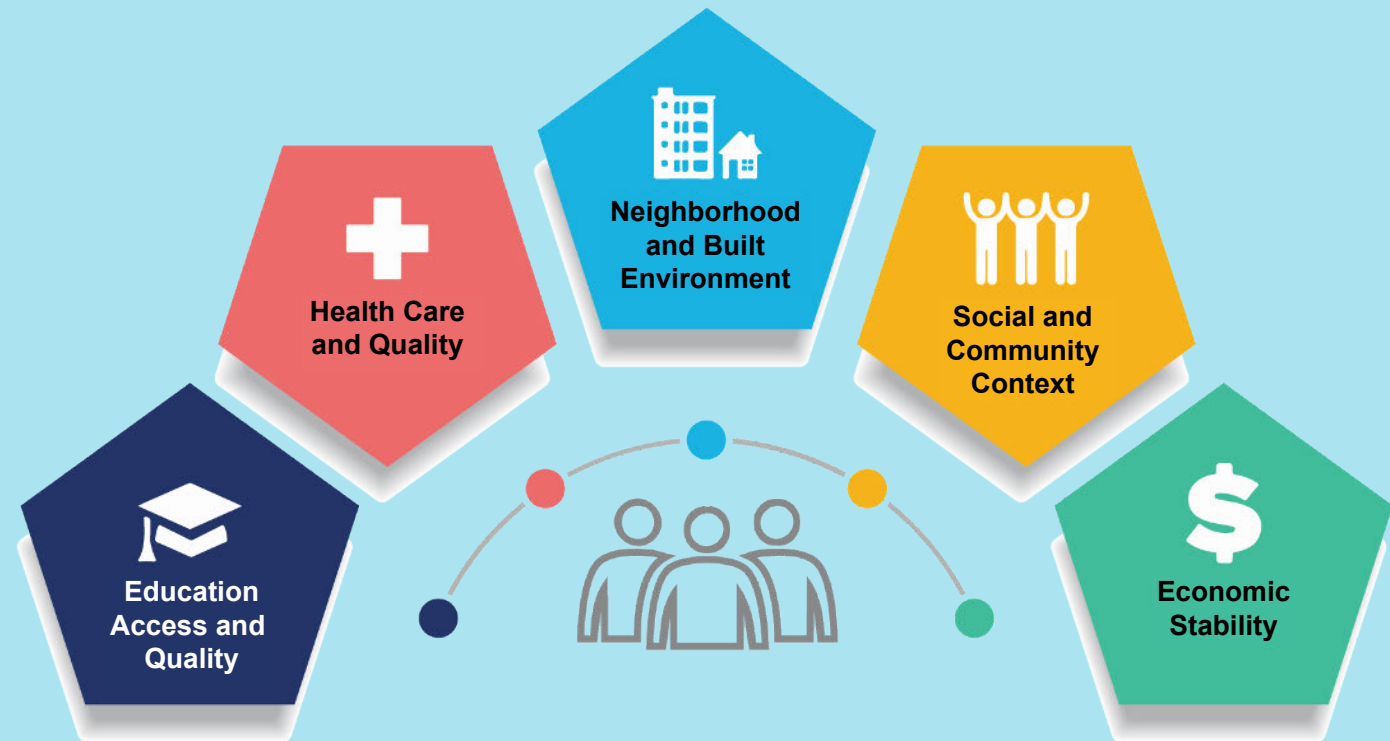 Neighborhood
and Built
Environment
Health Care
and Quality
Social and
Community
Context
Education
Access and
Quality
Economic
Stability